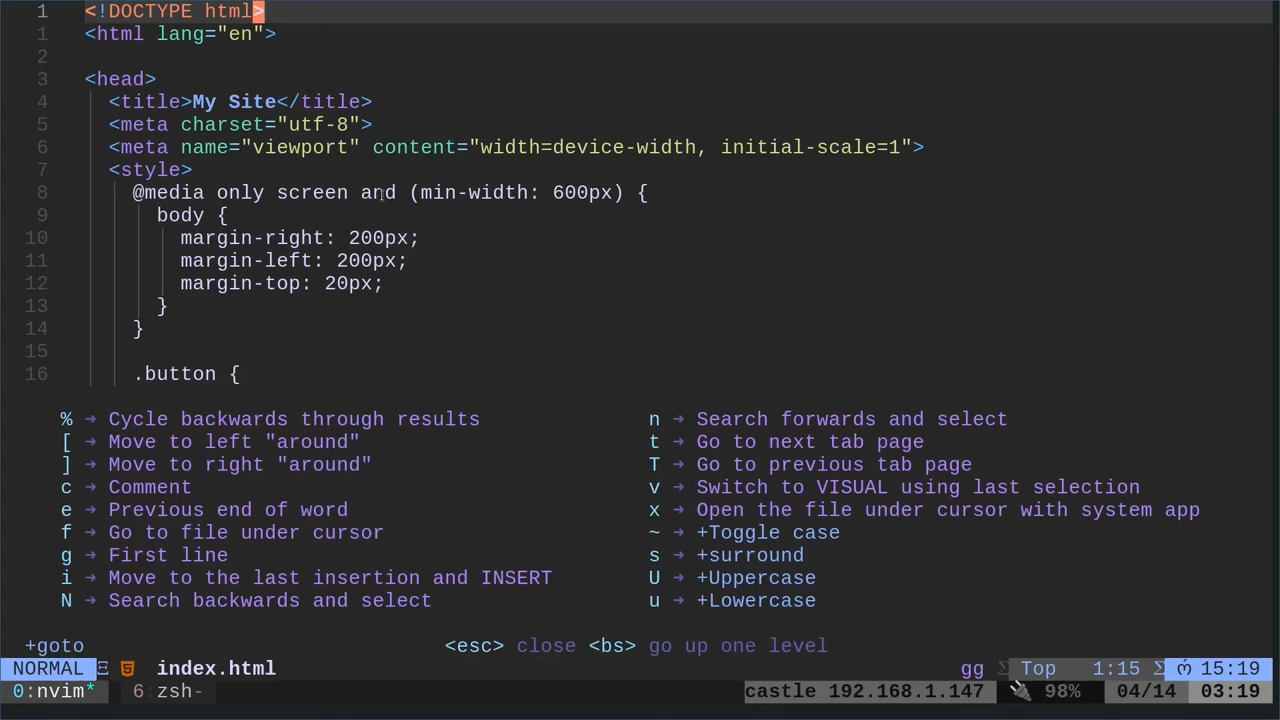 1 <!DOCTYPE html>
1 <html lang="en">
2
3 <head>
4 <title>My Site</title>
5 <meta charset="utf-8">
6 <meta name="viewport" content="width=device-width, initial-scale=1">
7 <style>
8 @media only screen and (min-width: 600px) {
9 body {
10 margin-right: 200px;
11 margin-left: 200px;
12 margin-top: 20px;
13 }
14 }
15
16 .button {
% → Cycle backwards through results n → Search forwards and select
[ → Move to left "around" t → Go to next tab page
] → Move to right "around" T → Go to previous tab page
c → Comment v → Switch to VISUAL using last selection
e → Previous end of word x → Open the file under cursor with system app
f → Go to file under cursor ~ → +Toggle case
g → First line s → +surround
i → Move to the last insertion and INSERT U → +Uppercase
N → Search backwards and select u → +Lowercase
+goto <esc> close <bs> go up one level
NORMAL index.html gg Top 1:15 15:19
0:nvim* 6 zsh- castle 192.168.1.147 98% 04/14 03:19